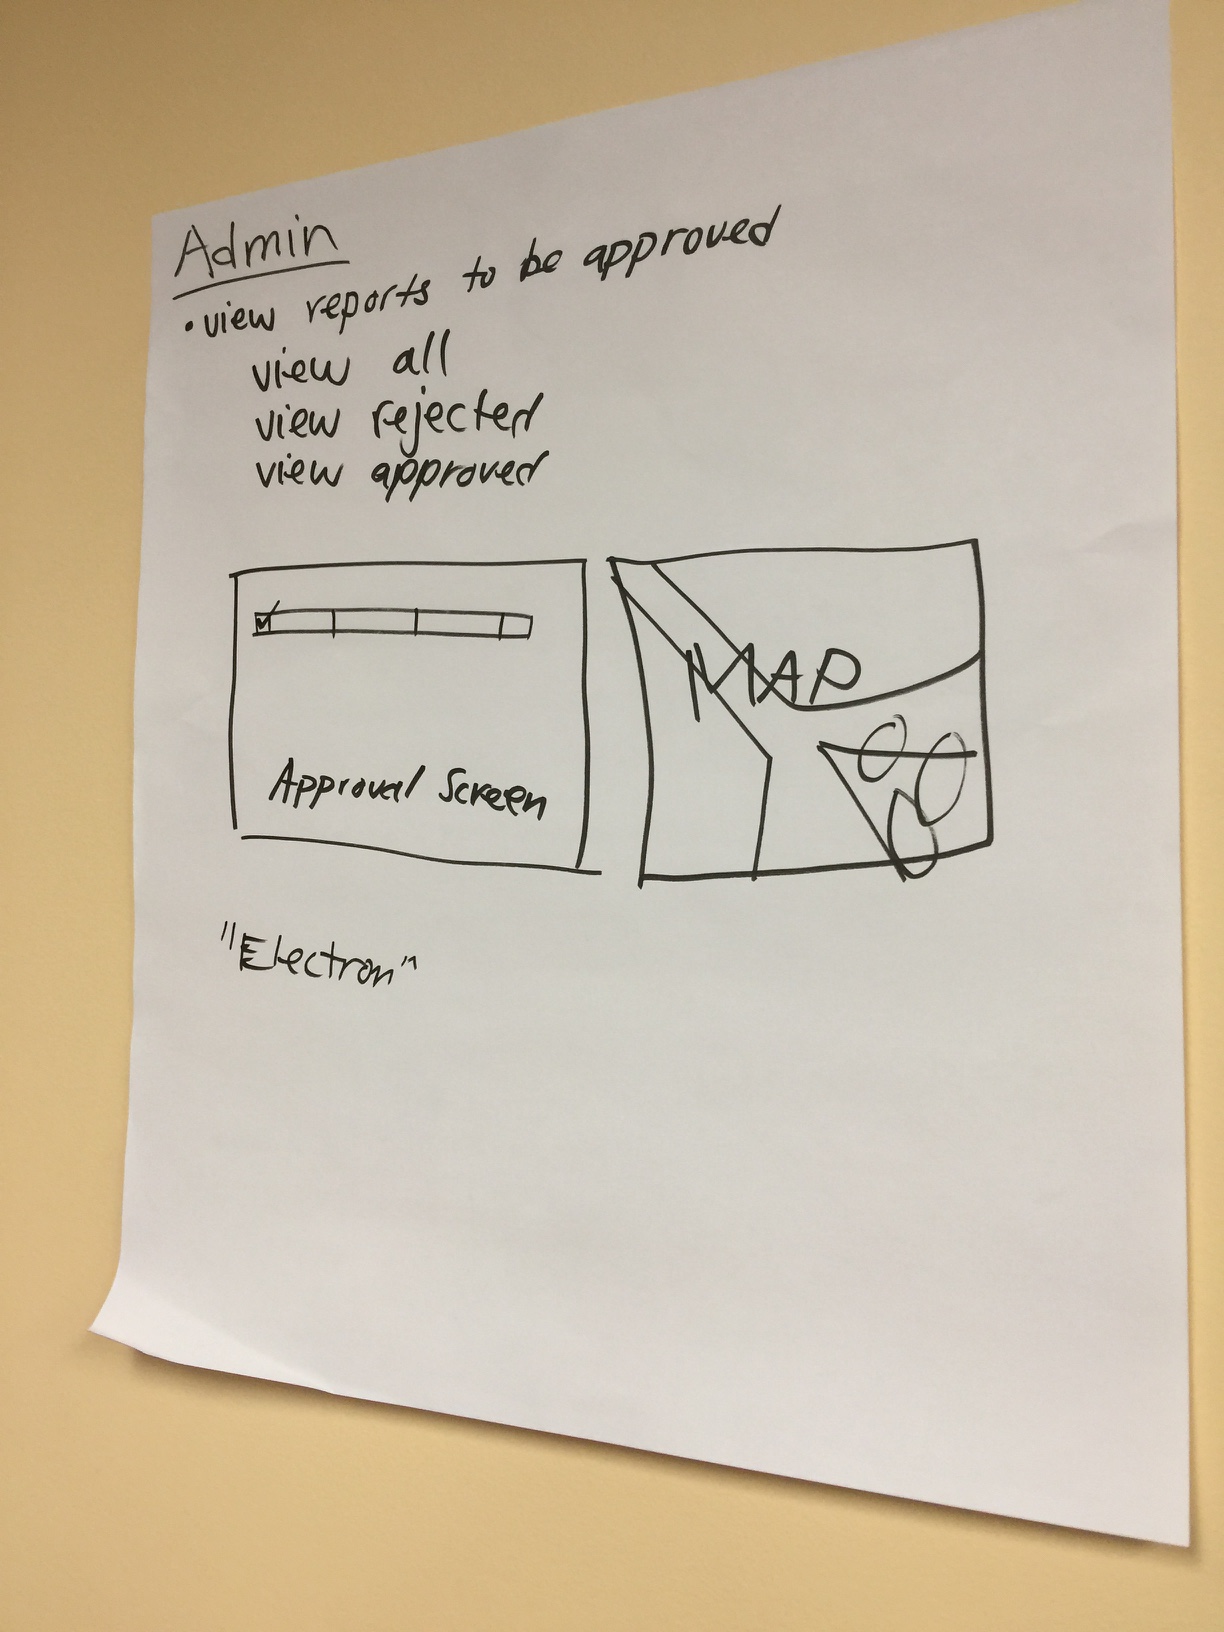 Admin
• view reports to be approved
view all
view rejected
view approved
Approval Screen
MAP
"Electron"